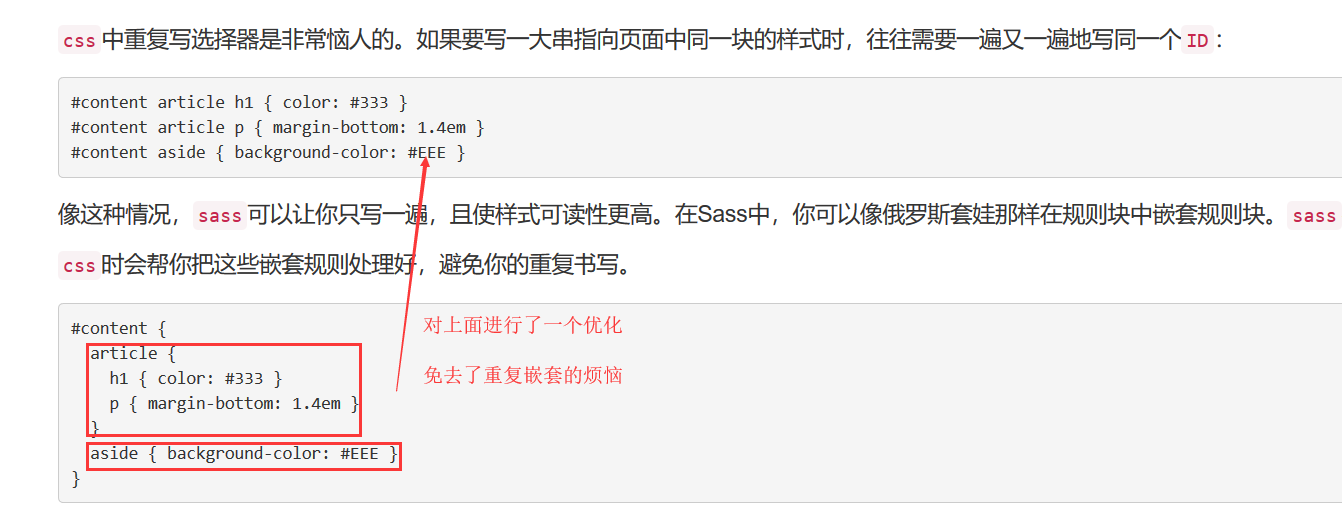 css中重复写选择器是非常恼人的。如果要写一大串指向页面中同一块的样式时，往往需要一遍又一遍地写同一个ID：
#content article h1 { color: #333 }
#content article p { margin-bottom: 1.4em }
#content aside { background-color: #EEE }
像这种情况，sass可以让你只写一遍，且使样式可读性更高。在Sass中，你可以像俄罗斯套娃那样在规则块中嵌套规则块。sass
css时会帮你把这些嵌套规则处理好，避免你的重复书写。
#content {
  article {
    h1 { color: #333 }
    p { margin-bottom: 1.4em }
  }
  aside { background-color: #EEE }
}
对上面进行了一个优化
免去了重复嵌套的烦恼